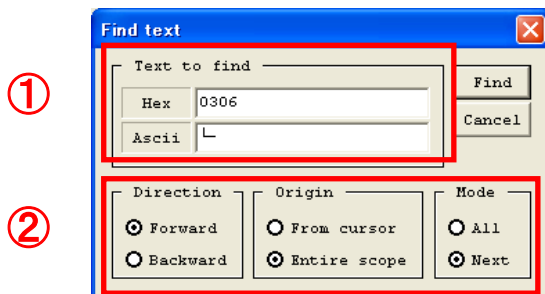 Find text
①
Text to find
Hex 0306
Find
Ascii └
Cancel
②
Direction Origin Mode
Forward From cursor All
Backward Entire scope Next